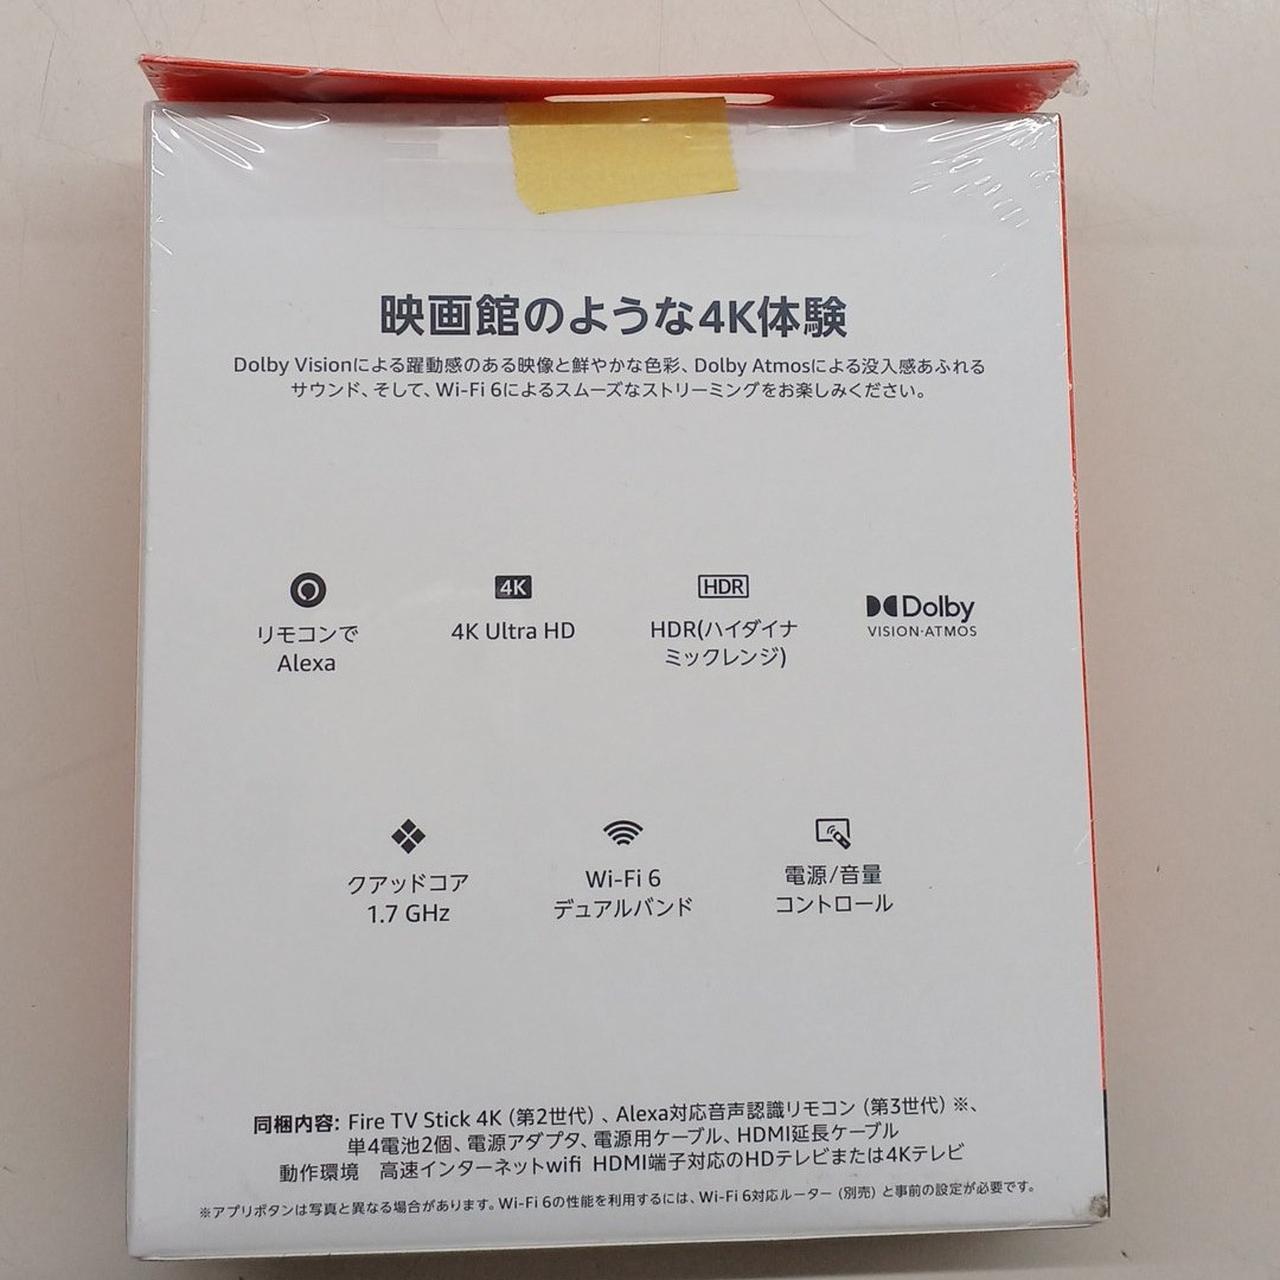 映画館のような4K体験
Dolby Visionによる躍動感のある映像と鮮やかな色彩、Dolby Atmosによる没入感あふれる
サウンド、そして、Wi-Fi 6によるスムーズなストリーミングをお楽しみください。
リモコンで
Alexa
4K
4K Ultra HD
HDR
HDR(ハイダイナ
ミックレンジ)
Dolby
VISION·ATMOS
クアッドコア
1.7 GHz
Wi-Fi 6
デュアルバンド
電源/音量
コントロール
同梱内容: Fire TV Stick 4K (第2世代) 、Alexa対応音声認識リモコン (第3世代) ※、
単4電池2個、電源アダプタ、電源用ケーブル、HDMI延長ケーブル
動作環境 高速インターネットwifi HDMI端子対応のHDテレビまたは4Kテレビ
※アプリボタンは写真と異なる場合があります。Wi-Fi 6の性能を利用するには、Wi-Fi 6対応ルーター (別売) と事前の設定が必要です。